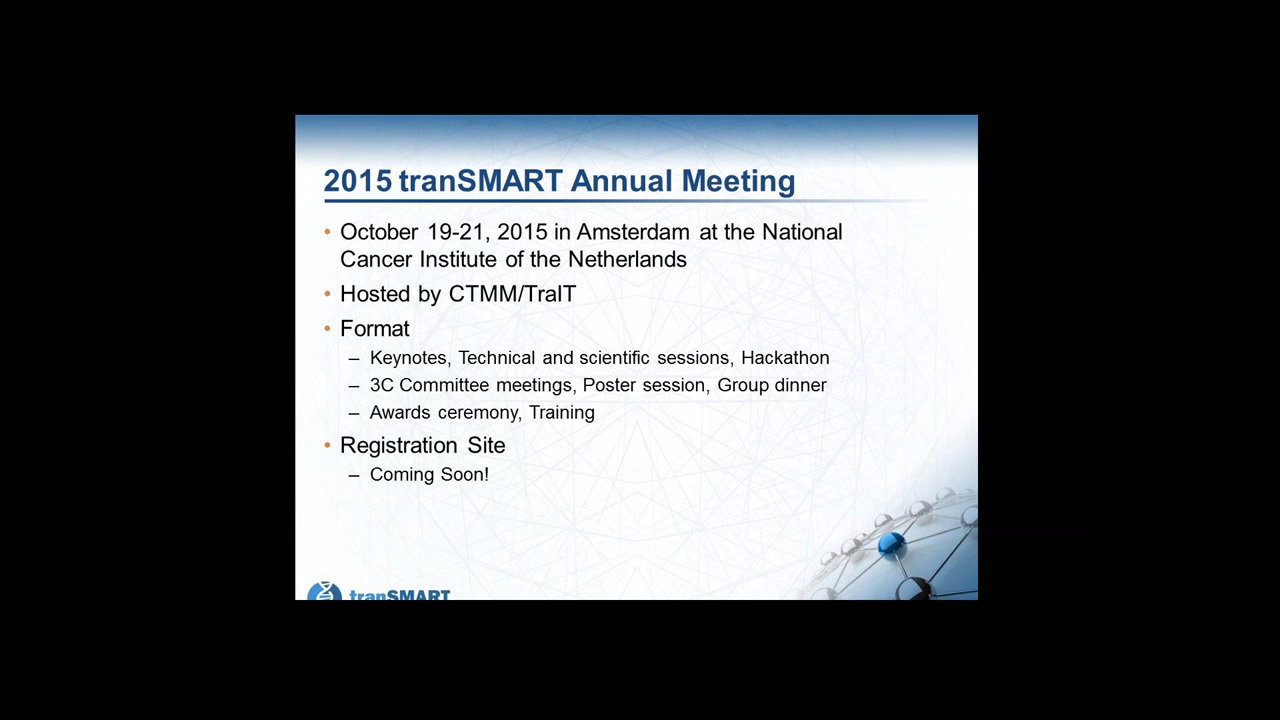 2015 tranSMART Annual Meeting
• October 19-21, 2015 in Amsterdam at the National
Cancer Institute of the Netherlands
• Hosted by CTMM/TraIT
• Format
– Keynotes, Technical and scientific sessions, Hackathon
– 3C Committee meetings, Poster session, Group dinner
– Awards ceremony, Training
• Registration Site
– Coming Soon!
tranSMART